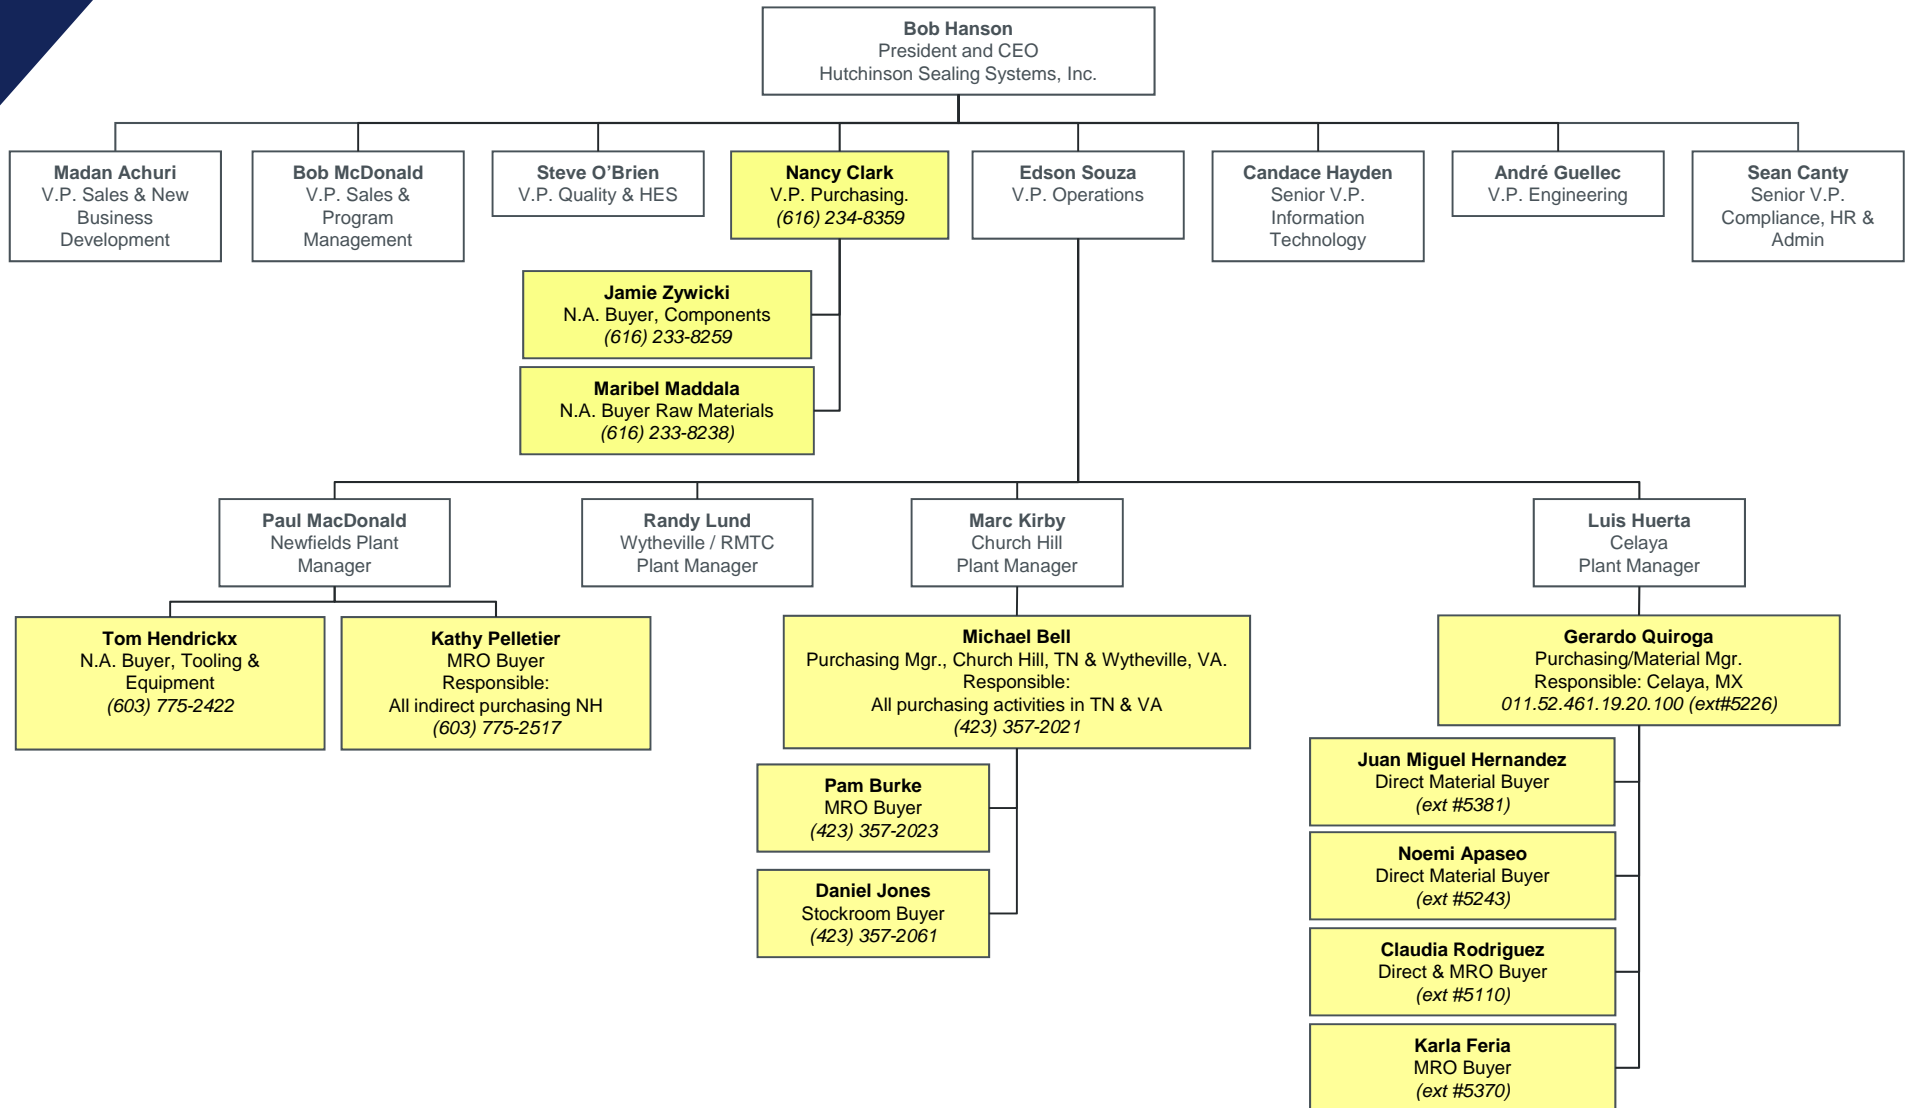 Bob Hanson
President and CEO
Hutchinson Sealing Systems, Inc.
Madan Achuri
V.P. Sales & New
Business
Development
Bob McDonald
V.P. Sales &
Program
Management
Steve O’Brien
V.P. Quality & HES
Nancy Clark
V.P. Purchasing.
(616) 234-8359
Edson Souza
V.P. Operations
Candace Hayden
Senior V.P.
Information
Technology
André Guellec
V.P. Engineering
Sean Canty
Senior V.P.
Compliance, HR &
Admin
Jamie Zywicki
N.A. Buyer, Components
(616) 233-8259
Maribel Maddala
N.A. Buyer Raw Materials
(616) 233-8238)
Paul MacDonald
Newfields Plant
Manager
Randy Lund
Wytheville / RMTC
Plant Manager
Marc Kirby
Church Hill
Plant Manager
Luis Huerta
Celaya
Plant Manager
Tom Hendrickx
N.A. Buyer, Tooling &
Equipment
(603) 775-2422
Kathy Pelletier
MRO Buyer
Responsible:
All indirect purchasing NH
(603) 775-2517
Michael Bell
Purchasing Mgr., Church Hill, TN & Wytheville, VA.
Responsible:
All purchasing activities in TN & VA
(423) 357-2021
Gerardo Quiroga
Purchasing/Material Mgr.
Responsible: Celaya, MX
011.52.461.19.20.100 (ext#5226)
Pam Burke
MRO Buyer
(423) 357-2023
Daniel Jones
Stockroom Buyer
(423) 357-2061
Juan Miguel Hernandez
Direct Material Buyer
(ext #5381)
Noemi Apaseo
Direct Material Buyer
(ext #5243)
Claudia Rodriguez
Direct & MRO Buyer
(ext #5110)
Karla Feria
MRO Buyer
(ext #5370)